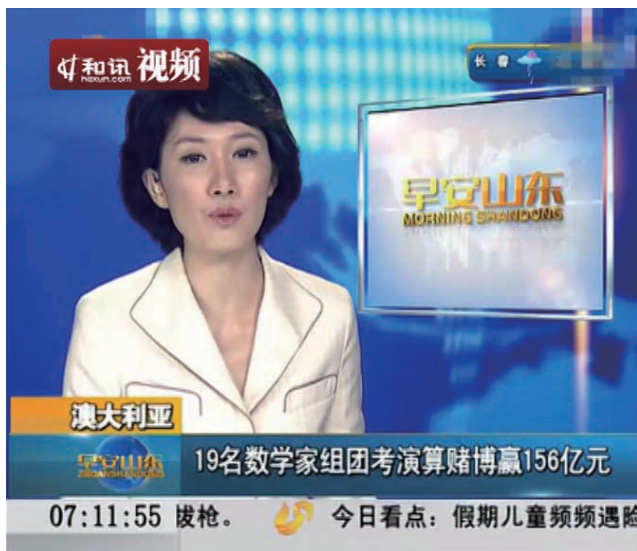 和讯 视频
hexun.com
长春
早安山东
MORNING SHANDONG
澳大利亚
早安山东
19名数学家组团考演算赌博赢156亿元
07:11:55 拔枪。 今日看点：假期儿童频频遇险